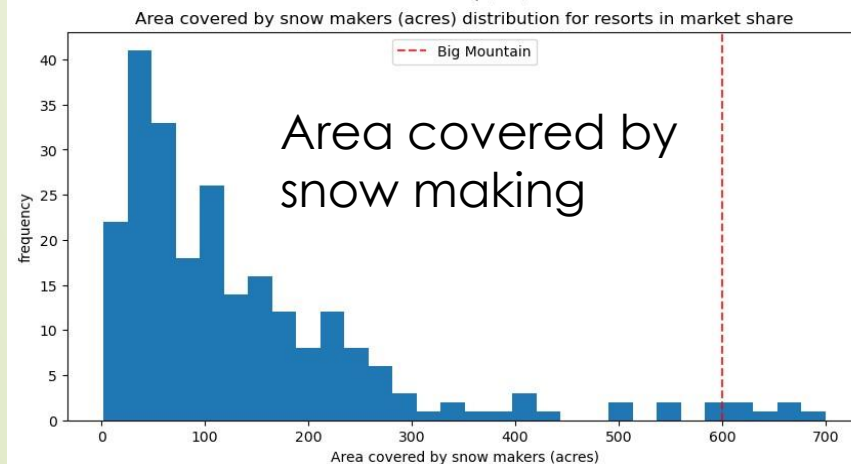 Area covered by snow makers (acres) distribution for resorts in market share
Big Mountain
Area covered by
snow making
frequency
40
35
30
25
20
15
10
5
0
0 100 200 300 400 500 600 700
Area covered by snow makers (acres)